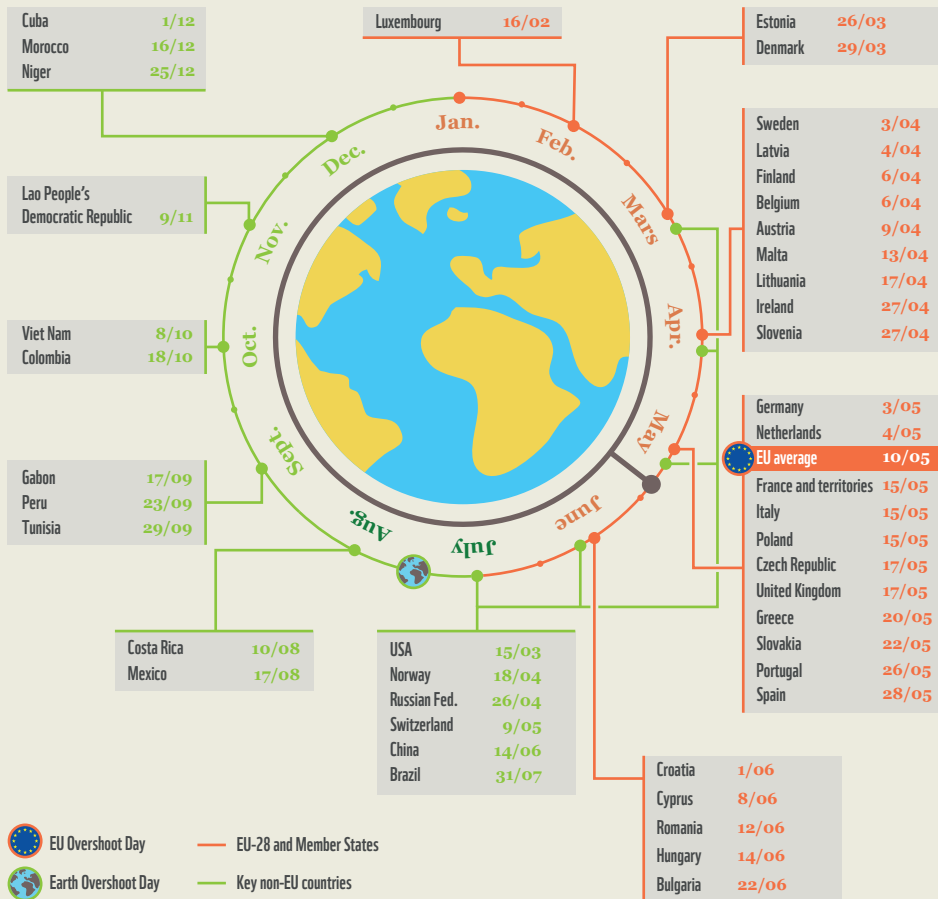 Cuba 1/12
Morocco 16/12
Niger 25/12
Luxembourg 16/02
Estonia 26/03
Denmark 29/03
Sweden 3/04
Latvia 4/04
Finland 6/04
Belgium 6/04
Austria 9/04
Malta 13/04
Lithuania 17/04
Ireland 27/04
Slovenia 27/04
Lao People's
Democratic Republic 9/11
Viet Nam 8/10
Colombia 18/10
Gabon 17/09
Peru 23/09
Tunisia 29/09
Jan.
Feb.
Mars
Apr.
May
June
July
Aug.
Sept.
Oct.
Nov.
Dec.
Germany 3/05
Netherlands 4/05
EU average 10/05
France and territories 15/05
Italy 15/05
Poland 15/05
Czech Republic 17/05
United Kingdom 17/05
Greece 20/05
Slovakia 22/05
Portugal 26/05
Spain 28/05
Costa Rica 10/08
Mexico 17/08
USA 15/03
Norway 18/04
Russian Fed. 26/04
Switzerland 9/05
China 14/06
Brazil 31/07
Croatia 1/06
Cyprus 8/06
Romania 12/06
Hungary 14/06
Bulgaria 22/06
EU Overshoot Day
EU-28 and Member States
Earth Overshoot Day
Key non-EU countries